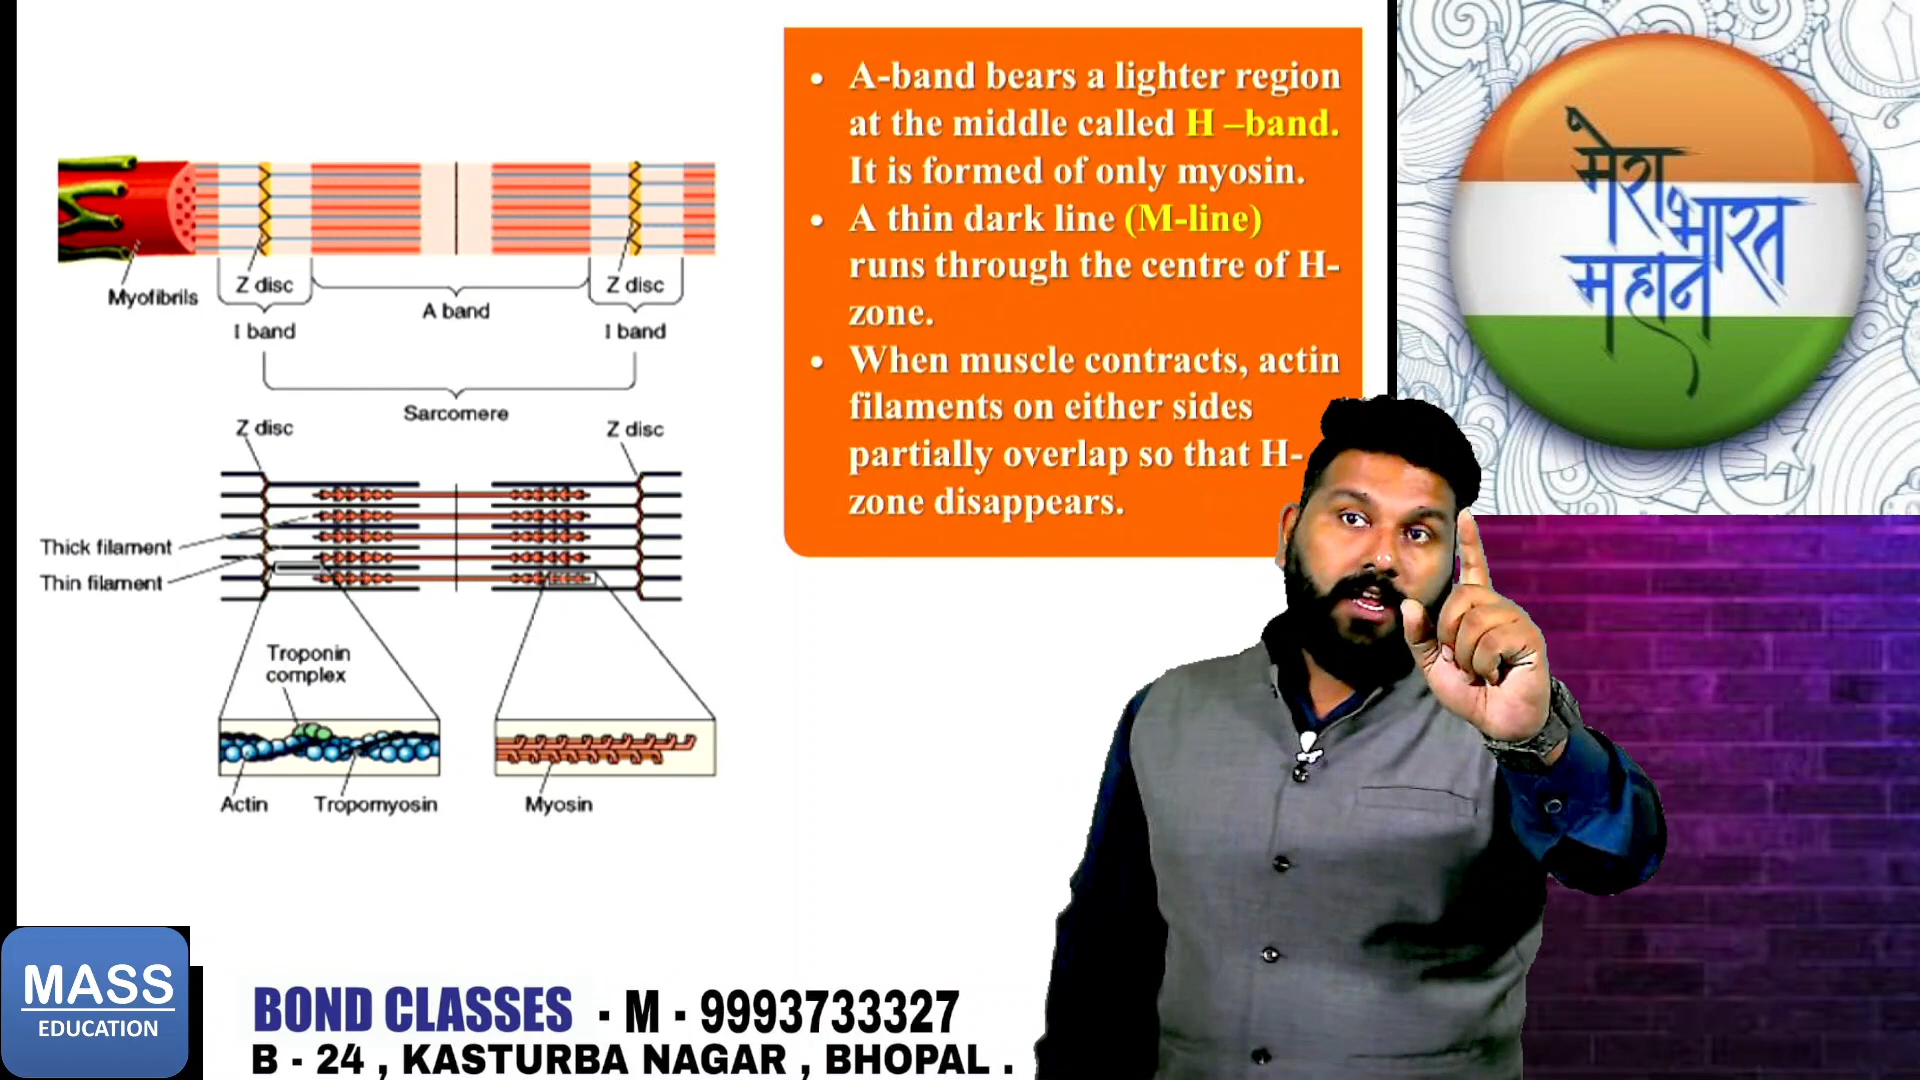 Myofibrils
Z disc
Z disc
A band
I band
I band
Sarcomere
Z disc
Z disc
Thick filament
Thin filament
Troponin
complex
Actin
Tropomyosin
Myosin
• A-band bears a lighter region
at the middle called H –band.
It is formed of only myosin.
• A thin dark line (M-line)
runs through the centre of H-
zone.
• When muscle contracts, actin
filaments on either sides
partially overlap so that H-
zone disappears.
मेरा
भारत
महान
MASS
EDUCATION
BOND CLASSES - M - 9993733327
B - 24 , KASTURBA NAGAR , BHOPAL .